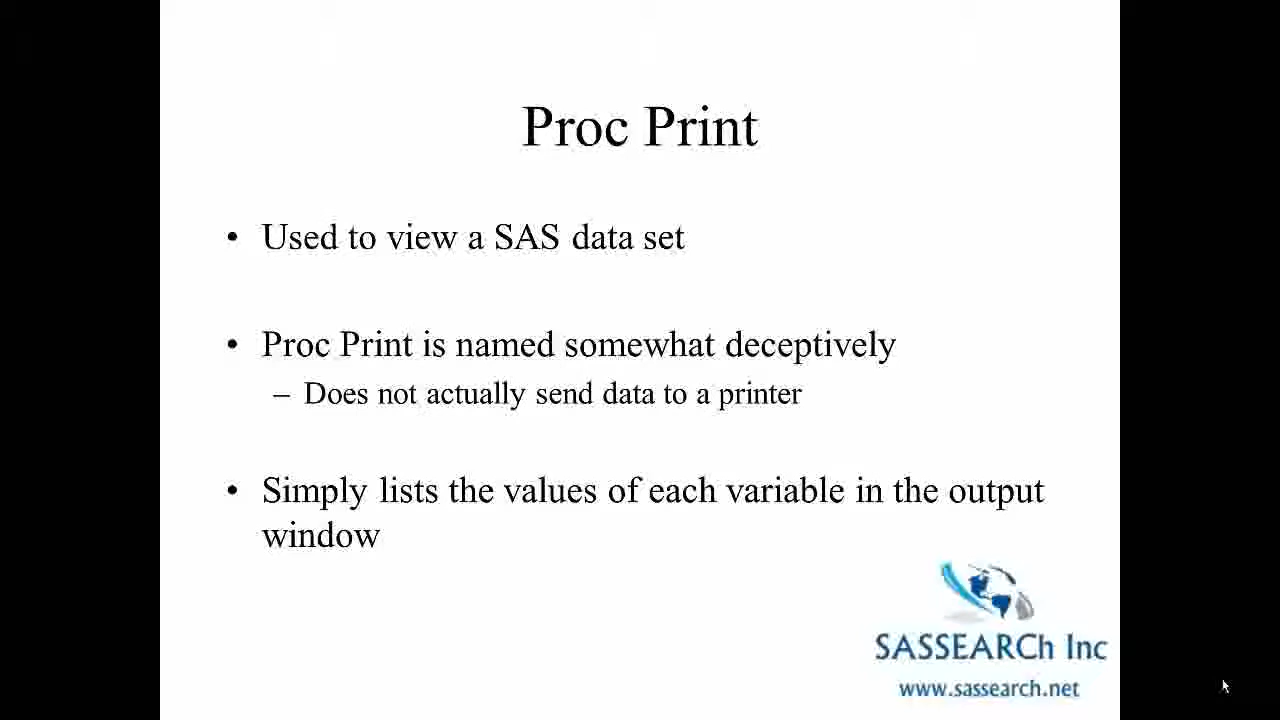 Proc Print
• Used to view a SAS data set
• Proc Print is named somewhat deceptively
– Does not actually send data to a printer
• Simply lists the values of each variable in the output
window
SASSEARCh Inc
www.sassearch.net